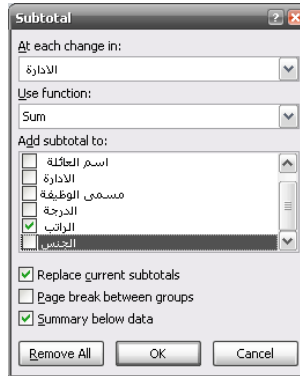 Subtotal
At each change in:
الادارة
Use function:
Sum
Add subtotal to:
اسم العائلة
الادارة
مسمى الوظيفة
الدرجة
الراتب
الجنس
Replace current subtotals
Page break between groups
Summary below data
Remove All OK Cancel